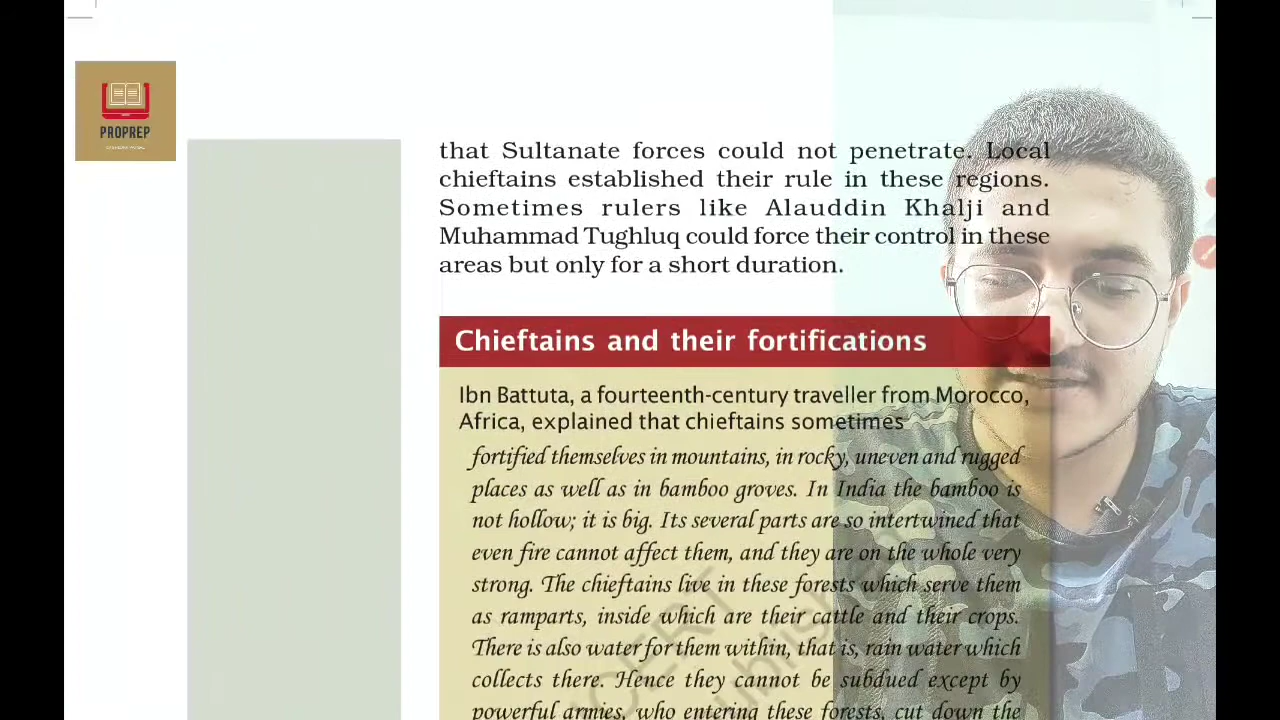 PROPREP
that Sultanate forces could not penetrate. Local
chieftains established their rule in these regions.
Sometimes rulers like Alauddin Khalji and
Muhammad Tughluq could force their control in these
areas but only for a short duration.
Chieftains and their fortifications
Ibn Battuta, a fourteenth-century traveller from Morocco,
Africa, explained that chieftains sometimes
fortified themselves in mountains, in rocky, uneven and rugged
places as well as in bamboo groves. In India the bamboo is
not hollow; it is big. Its several parts are so intertwined that
even fire cannot affect them, and they are on the whole very
strong. The chieftains live in these forests which serve them
as ramparts, inside which are their cattle and their crops.
There is also water for them within, that is, rain water which
collects there. Hence they cannot be subdued except by
powerful armies, who entering these forests, cut down the